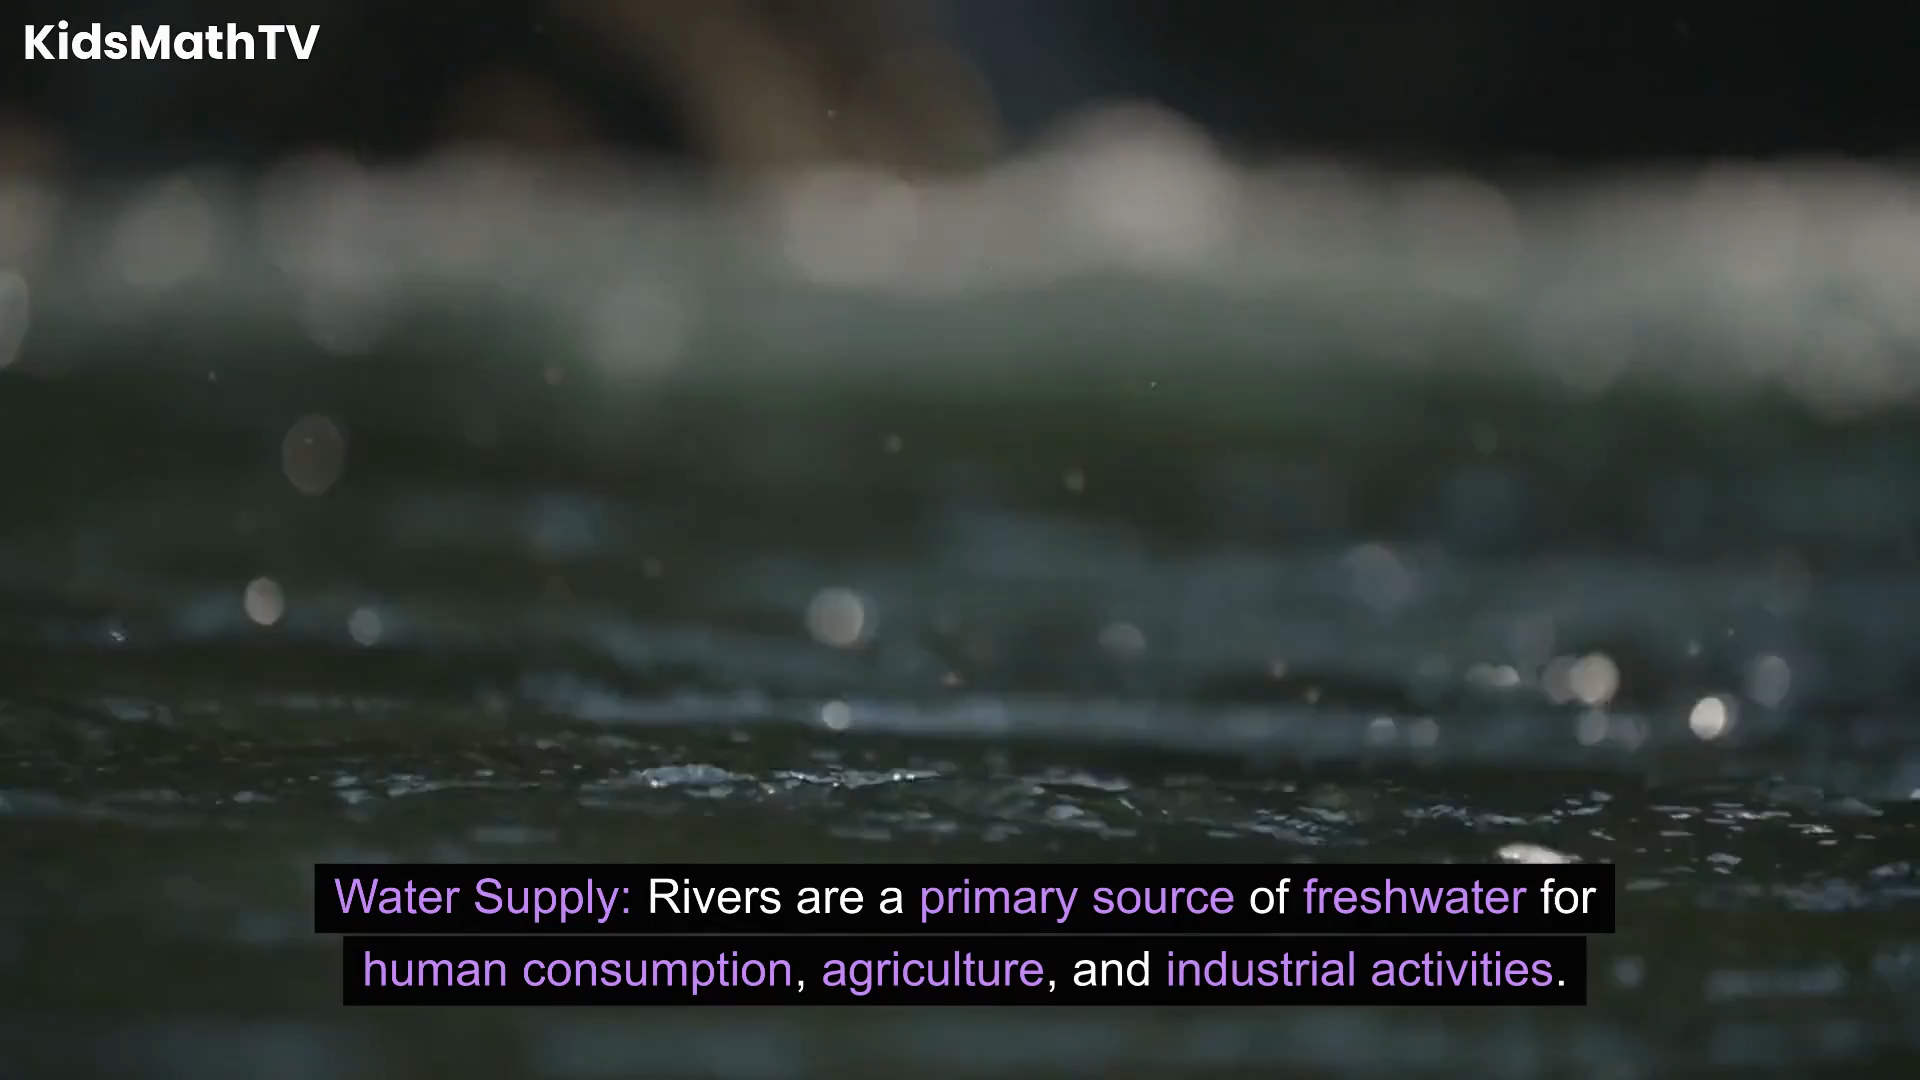 KidsMathTV
Water Supply: Rivers are a primary source of freshwater for
human consumption, agriculture, and industrial activities.